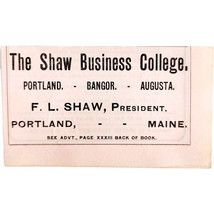 The Shaw Business College,
PORTLAND. - BANGOR. - AUGUSTA.
F. L. SHAW, PRESIDENT,
PORTLAND, - - MAINE.
SEE ADVT., PAGE XXXIII BACK OF BOOK.